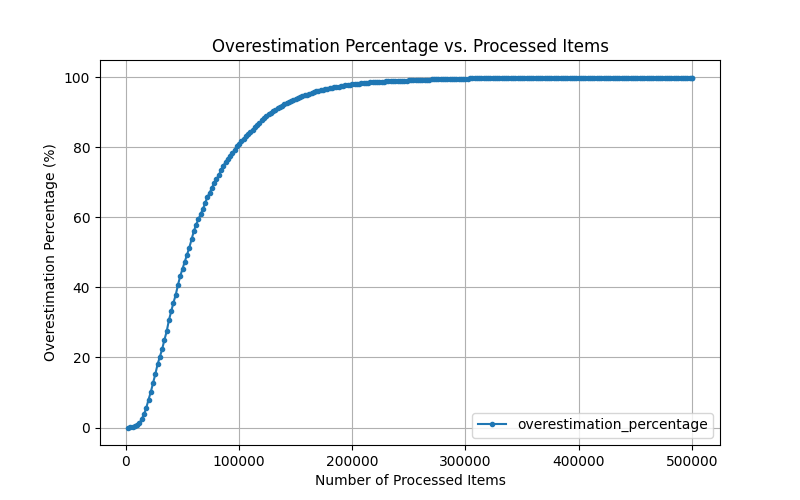 Overestimation Percentage vs. Processed Items
Overestimation Percentage (%)
100
80
60
40
20
0
overestimation_percentage
0 100000 200000 300000 400000 500000
Number of Processed Items